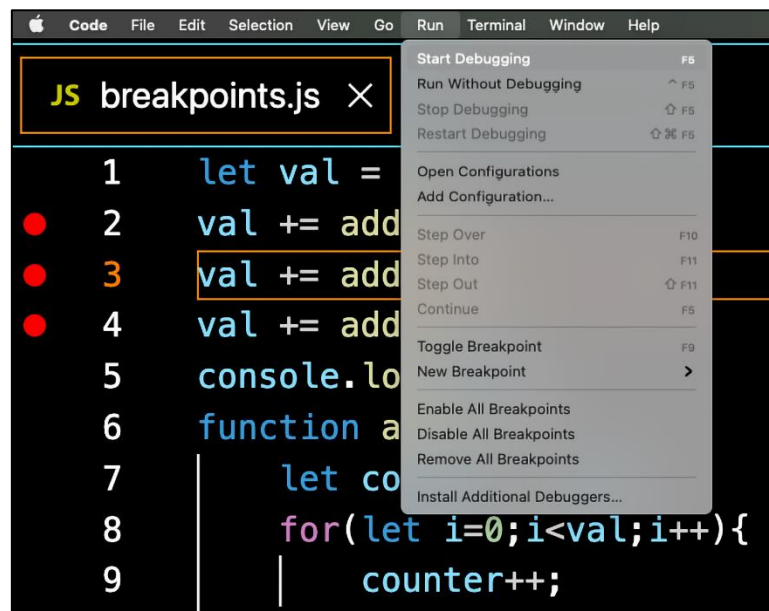 Code File Edit Selection View Go Run Terminal Window Help
JS breakpoints.js ×
Start Debugging F5
Run Without Debugging ^ F5
Stop Debugging ⇧ F5
Restart Debugging ⇧ ⌘ F5
Open Configurations
Add Configuration...
Step Over F10
Step Into F11
Step Out ⇧ F11
Continue F5
Toggle Breakpoint F9
New Breakpoint >
Enable All Breakpoints
Disable All Breakpoints
Remove All Breakpoints
Install Additional Debuggers...
1 let val =
2 val += add
3 val += add
4 val += add
5 console.lo
6 function a
7 let co
8 for(let i=0;i<val;i++){
9 counter++;